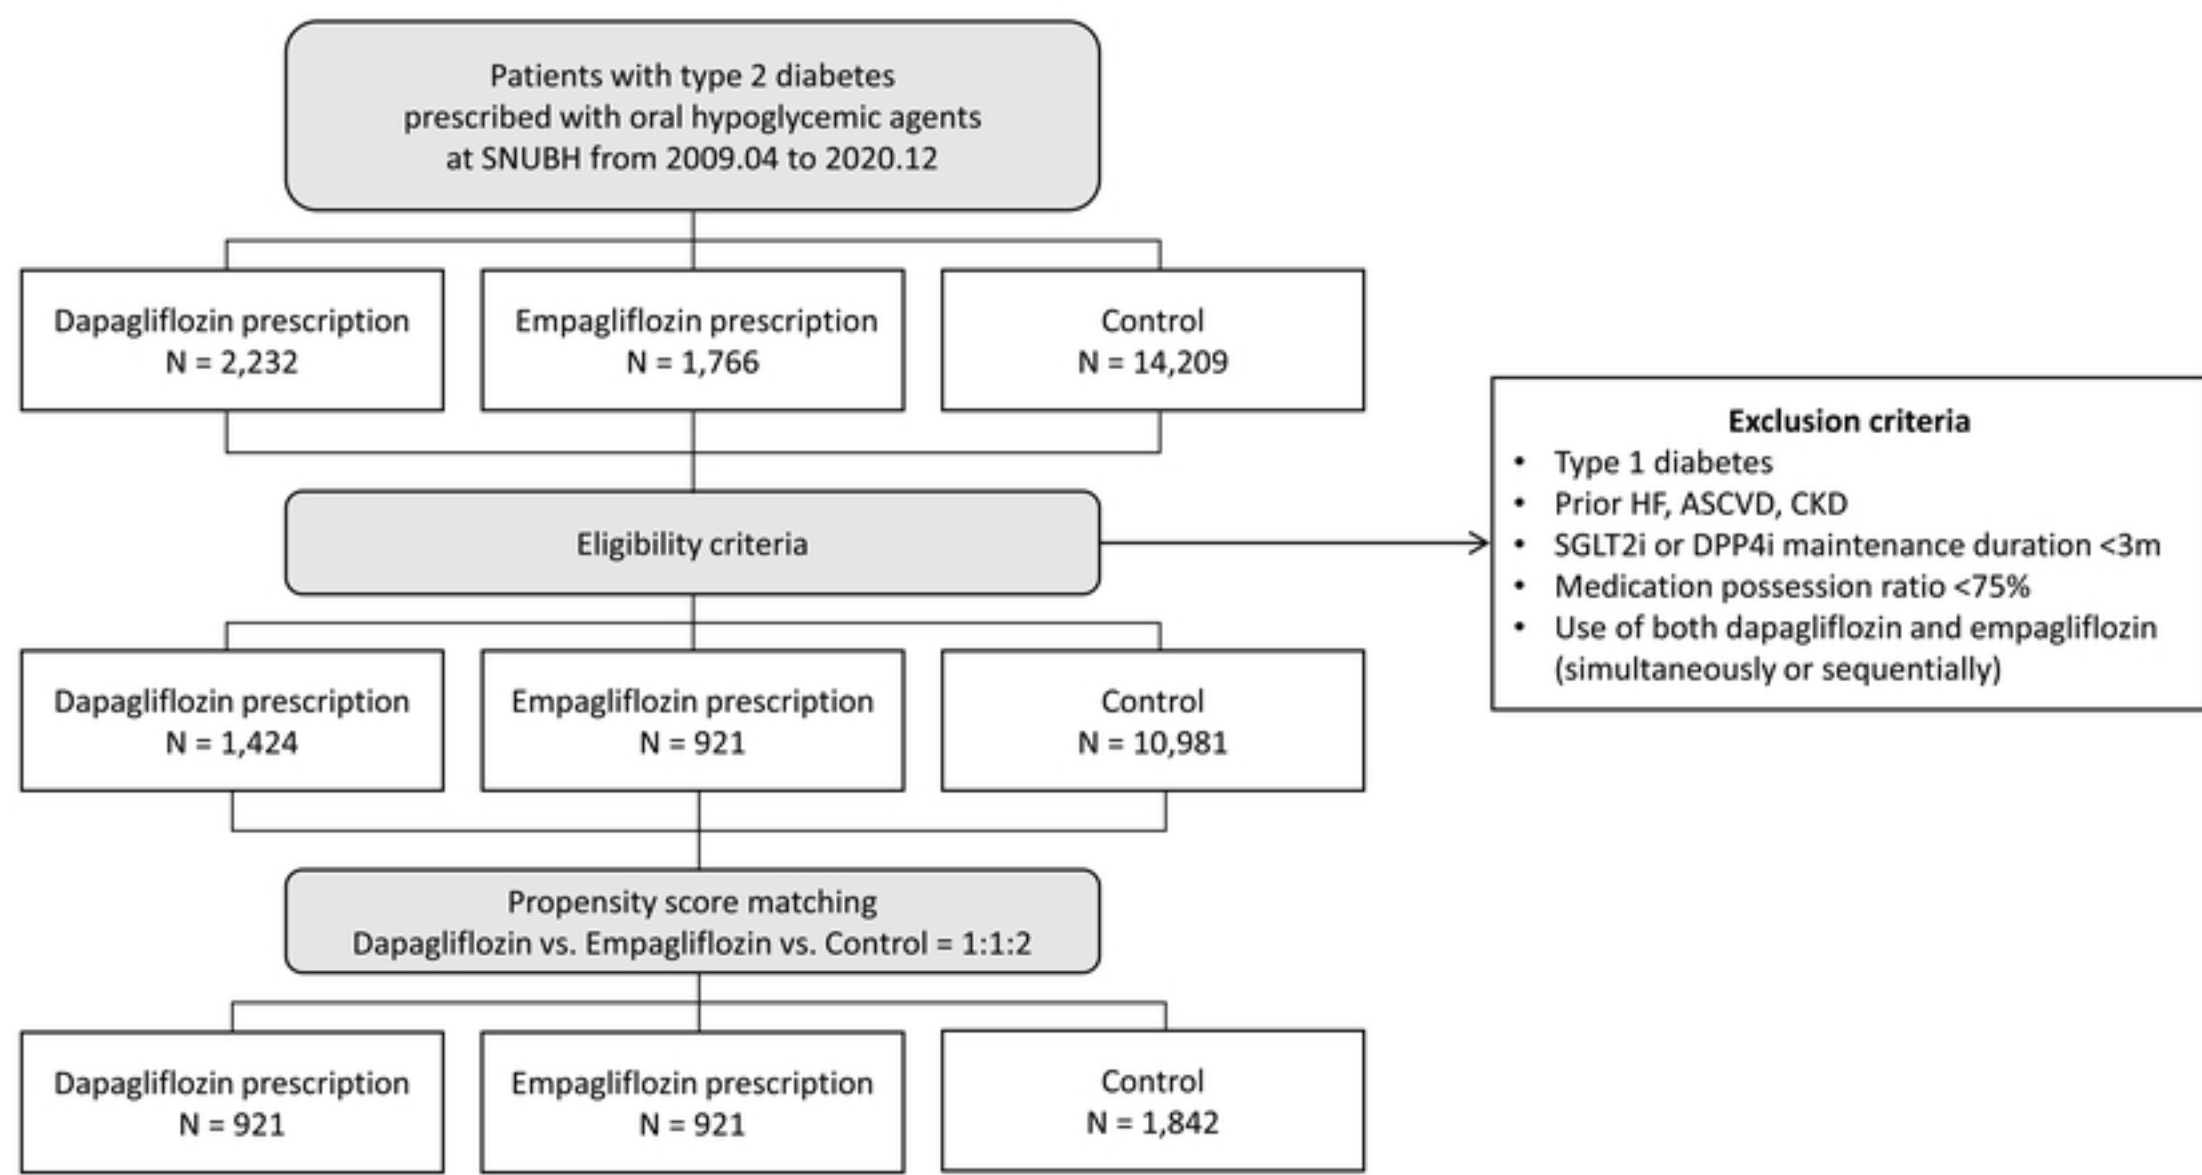 Patients with type 2 diabetes
prescribed with oral hypoglycemic agents
at SNUBH from 2009.04 to 2020.12
Dapagliflozin prescription
N = 2,232
Empagliflozin prescription
N = 1,766
Control
N = 14,209
Eligibility criteria
Exclusion criteria
• Type 1 diabetes
• Prior HF, ASCVD, CKD
• SGLT2i or DPP4i maintenance duration <3m
• Medication possession ratio <75%
• Use of both dapagliflozin and empagliflozin
(simultaneously or sequentially)
Dapagliflozin prescription
N = 1,424
Empagliflozin prescription
N = 921
Control
N = 10,981
Propensity score matching
Dapagliflozin vs. Empagliflozin vs. Control = 1:1:2
Dapagliflozin prescription
N = 921
Empagliflozin prescription
N = 921
Control
N = 1,842